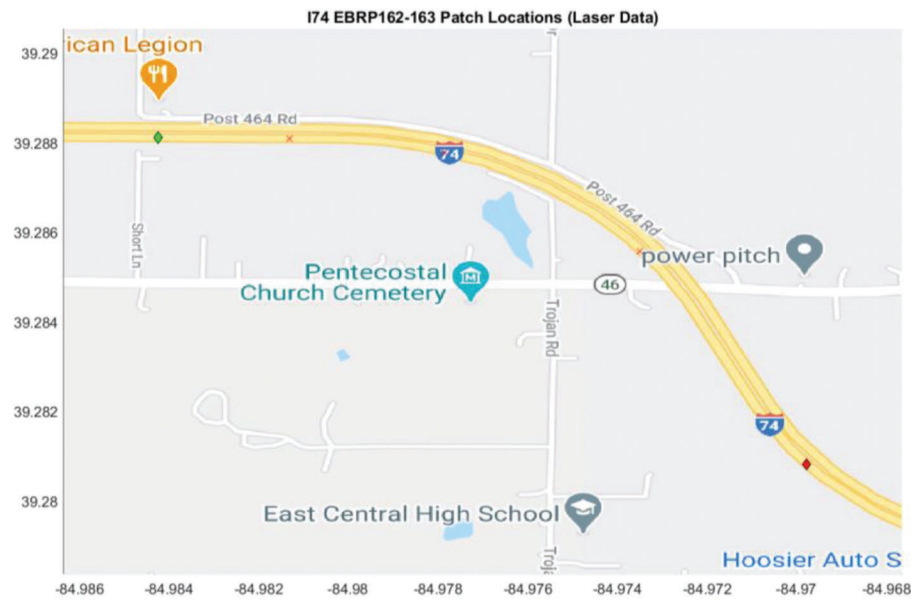 I74 EBRP162-163 Patch Locations (Laser Data)
39.29
39.288
39.286
39.284
39.282
39.28
ican Legion
Post 464 Rd
74
Post 464 Rd
Short Ln
power pitch
Pentecostal
Church Cemetery
46
Trojan Rd
74
East Central High School
Troja
Hoosier Auto S
-84.986
-84.984
-84.982
-84.98
-84.978
-84.976
-84.974
-84.972
-84.97
-84.968